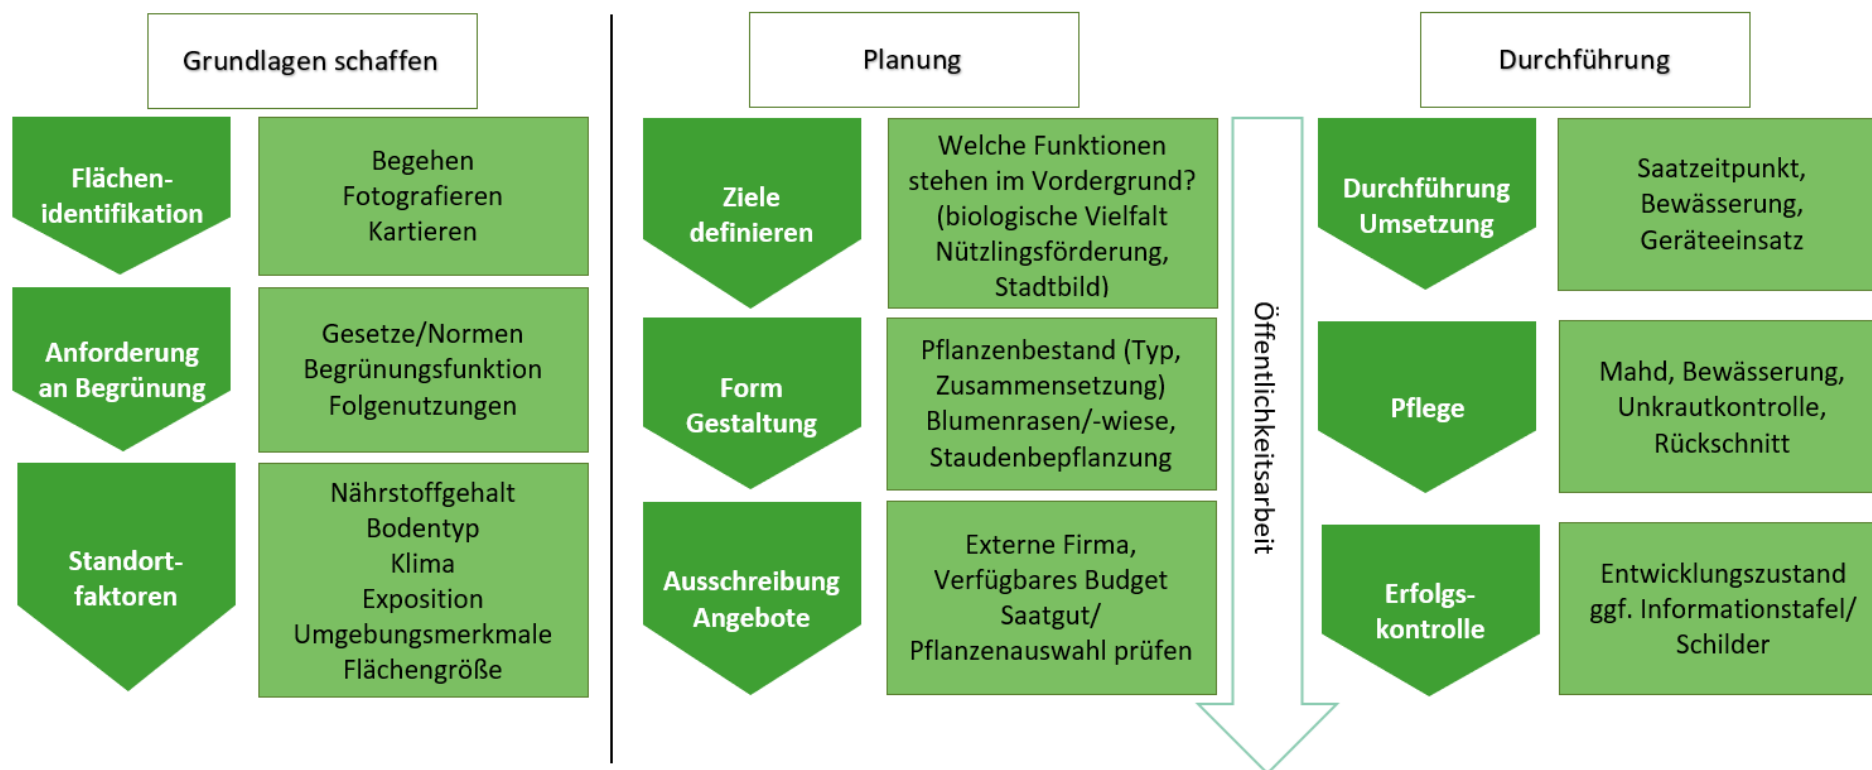 Grundlagen schaffen
Flächen-
identifikation
Begehen
Fotografieren
Kartieren
Anforderung
an Begrünung
Gesetze/Normen
Begrünungsfunktion
Folgenutzungen
Standort-
faktoren
Nährstoffgehalt
Bodentyp
Klima
Exposition
Umgebungsmerkmale
Flächengröße
Planung
Ziele
definieren
Welche Funktionen
stehen im Vordergrund?
(biologische Vielfalt
Nützlingsförderung,
Stadtbild)
Form
Gestaltung
Pflanzenbestand (Typ,
Zusammensetzung)
Blumenrasen/-wiese,
Staudenbepflanzung
Ausschreibung
Angebote
Externe Firma,
Verfügbares Budget
Saatgut/
Pflanzenauswahl prüfen
Öffentlichkeitsarbeit
Durchführung
Durchführung
Umsetzung
Saatzeitpunkt,
Bewässerung,
Geräteeinsatz
Pflege
Mahd, Bewässerung,
Unkrautkontrolle,
Rückschnitt
Erfolgs-
kontrolle
Entwicklungszustand
ggf. Informationstafel/
Schilder